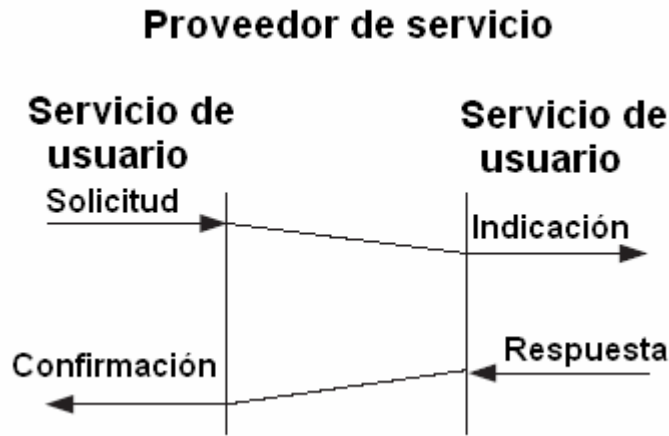 Proveedor de servicio
Servicio de
usuario
Servicio de
usuario
Solicitud
Indicación
Confirmación
Respuesta